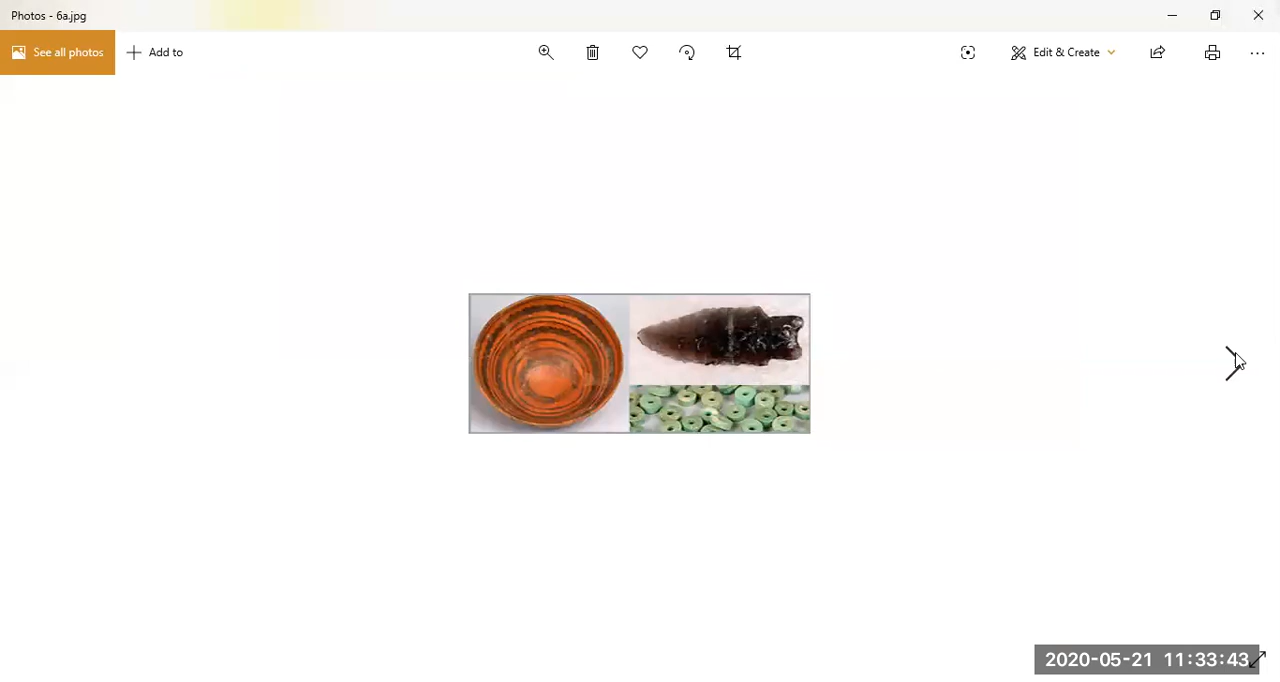 Photos - 6a.jpg
See all photos
Add to
Edit & Create
2020-05-21 11:33:43